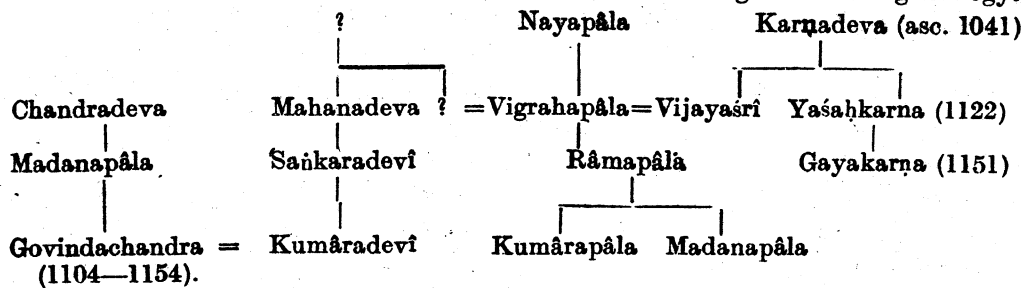 ? Nayapâla Karṇadeva (asc. 1041)
Chandradeva Mahanadeva ? =Vigrahapâla=Vijayaśrî Yaśaḥkarna (1122)
Madanapâla Saṅkaradevî Râmapâla Gayakarṇa (1151)
Govindachandra = Kumâradevî Kumârapâla Madanapâla
(1104—1154).